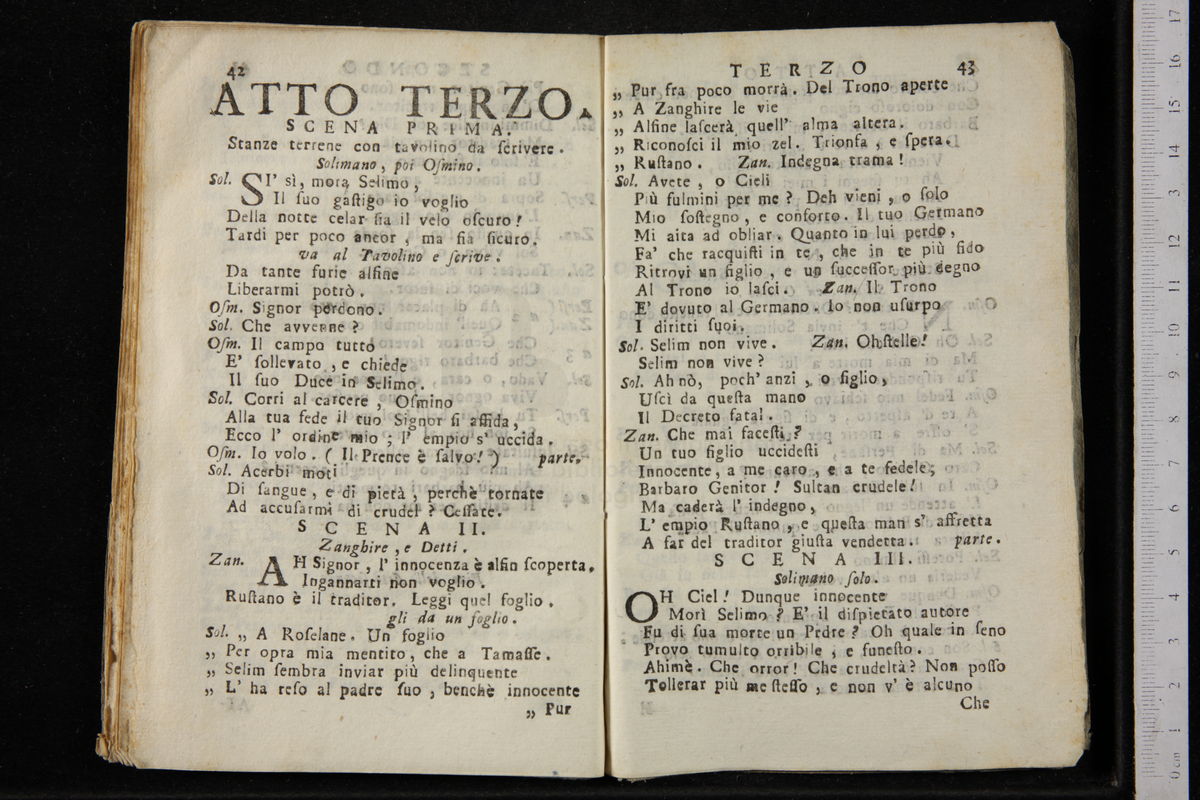 42
ATTO TERZO.
SCENA PRIMA.
Stanze terrene con tavolino da ſcrivere.
Solimano, poi Oſmino.
Sol. SI' sì, mora Selimo,
Il ſuo gaſtigo io voglio
Della notte celar ſia il velo oſcuro!
Tardi per poco ancor, ma ſia ſicuro.
va al Tavolino e ſcrive.
Da tante furie alfine
Liberarmi potrò.
Oſm. Signor perdono.
Sol. Che avvenne?
Oſm. Il campo tutto
E' ſollevato, e chiede
Il ſuo Duce in Selimo.
Sol. Corri al carcere, Oſmino
Alla tua fede il tuo Signor ſi affida,
Ecco l' ordine mio; l' empio s' uccida.
Oſm. Io volo. ( Il Prence è ſalvo! ) parte.
Sol. Acerbi moti
Di ſangue, e di pietà, perchè tornate
Ad accuſarmi di crudel? Ceſſate.
SCENA II.
Zanghire, e Detti.
Zan. AH Signor, l' innocenza è alfin ſcoperta.
Ingannarti non voglio.
Ruſtano è il traditor. Leggi quel foglio.
gli da un foglio.
Sol. „ A Roſelane. Un foglio
„ Per opra mia mentito, che a Tamaſſe.
„ Selim ſembra inviar più delinquente
„ L' ha reſo al padre ſuo, benchè innocente
„ Pur
TERZO 43
„ Pur fra poco morrà. Del Trono aperte
„ A Zanghire le vie
„ Alfine laſcerà quell' alma altera.
„ Riconoſci il mio zel. Trionfa, e ſpera.
„ Ruſtano. Zan. Indegna trama!
Sol. Avete, o Cieli
Più fulmini per me? Deh vieni, o ſolo
Mio ſoſtegno, e conforto. Il tuo Germano
Mi aita ad obliar. Quanto in lui perdo,
Fa' che racquiſti in te, che in te più fido
Ritrovi un figlio, e un ſucceſſor più degno
Al Trono io laſci. Zan. Il Trono
E' dovuto al Germano. Io non uſurpo
I diritti ſuoi.
Sol. Selim non vive. Zan. Oh ſtelle!
Selim non vive?
Sol. Ah nò, poch' anzi, o figlio,
Uſcì da queſta mano
Il Decreto fatal.
Zan. Che mai faceſti?
Un tuo figlio uccideſti
Innocente, a me caro, e a te fedele;
Barbaro Genitor! Sultan crudele!
Ma caderà l' indegno,
L' empio Ruſtano, e queſta man s' affretta
A far del traditor giuſta vendetta. parte.
SCENA III.
Solimano ſolo.
OH Ciel! Dunque innocente
Morì Selimo? E' il diſpietato autore
Fu di ſua morte un Pedre? Oh quale in ſeno
Provo tumulto orribile, e funeſto.
Ahimè. Che orror! Che crudeltà? Non poſſo
Tollerar più me ſteſſo, e non v' è alcuno
Che